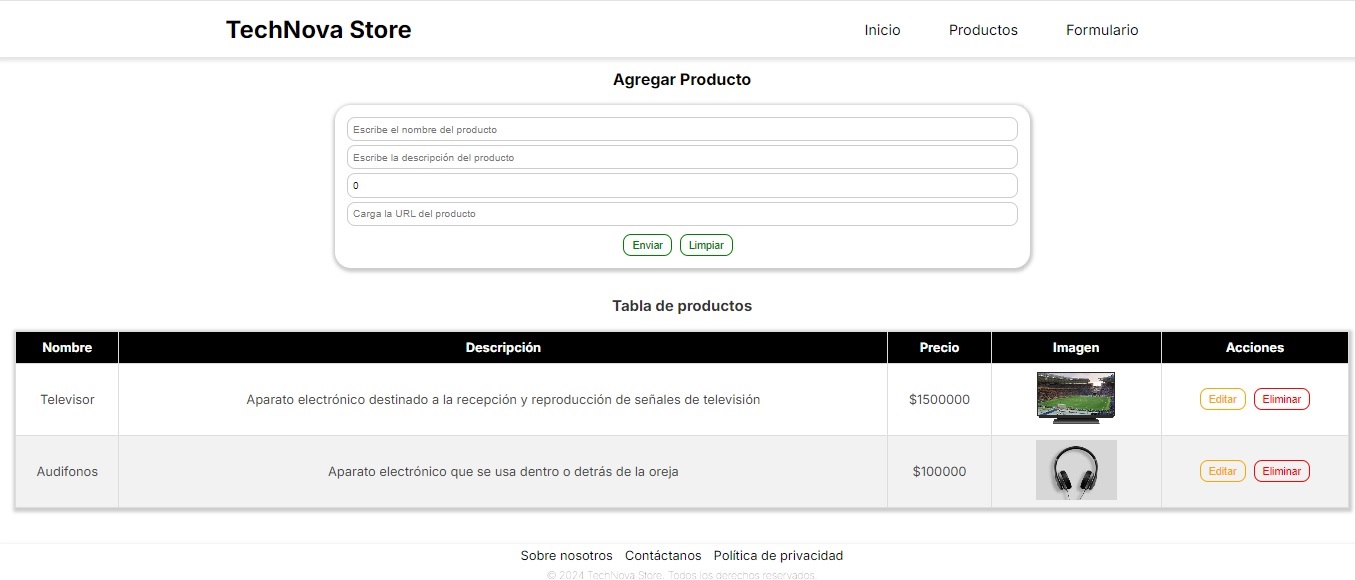 TechNova Store Inicio Productos Formulario
Agregar Producto
Escribe el nombre del producto
Escribe la descripción del producto
0
Carga la URL del producto
Enviar Limpiar
Tabla de productos
Nombre Descripción Precio Imagen Acciones
Televisor Aparato electrónico destinado a la recepción y reproducción de señales de televisión $1500000 Editar Eliminar
Audifonos Aparato electrónico que se usa dentro o detrás de la oreja $100000 Editar Eliminar
Sobre nosotros Contáctanos Política de privacidad
© 2024 TechNova Store. Todos los derechos reservados.